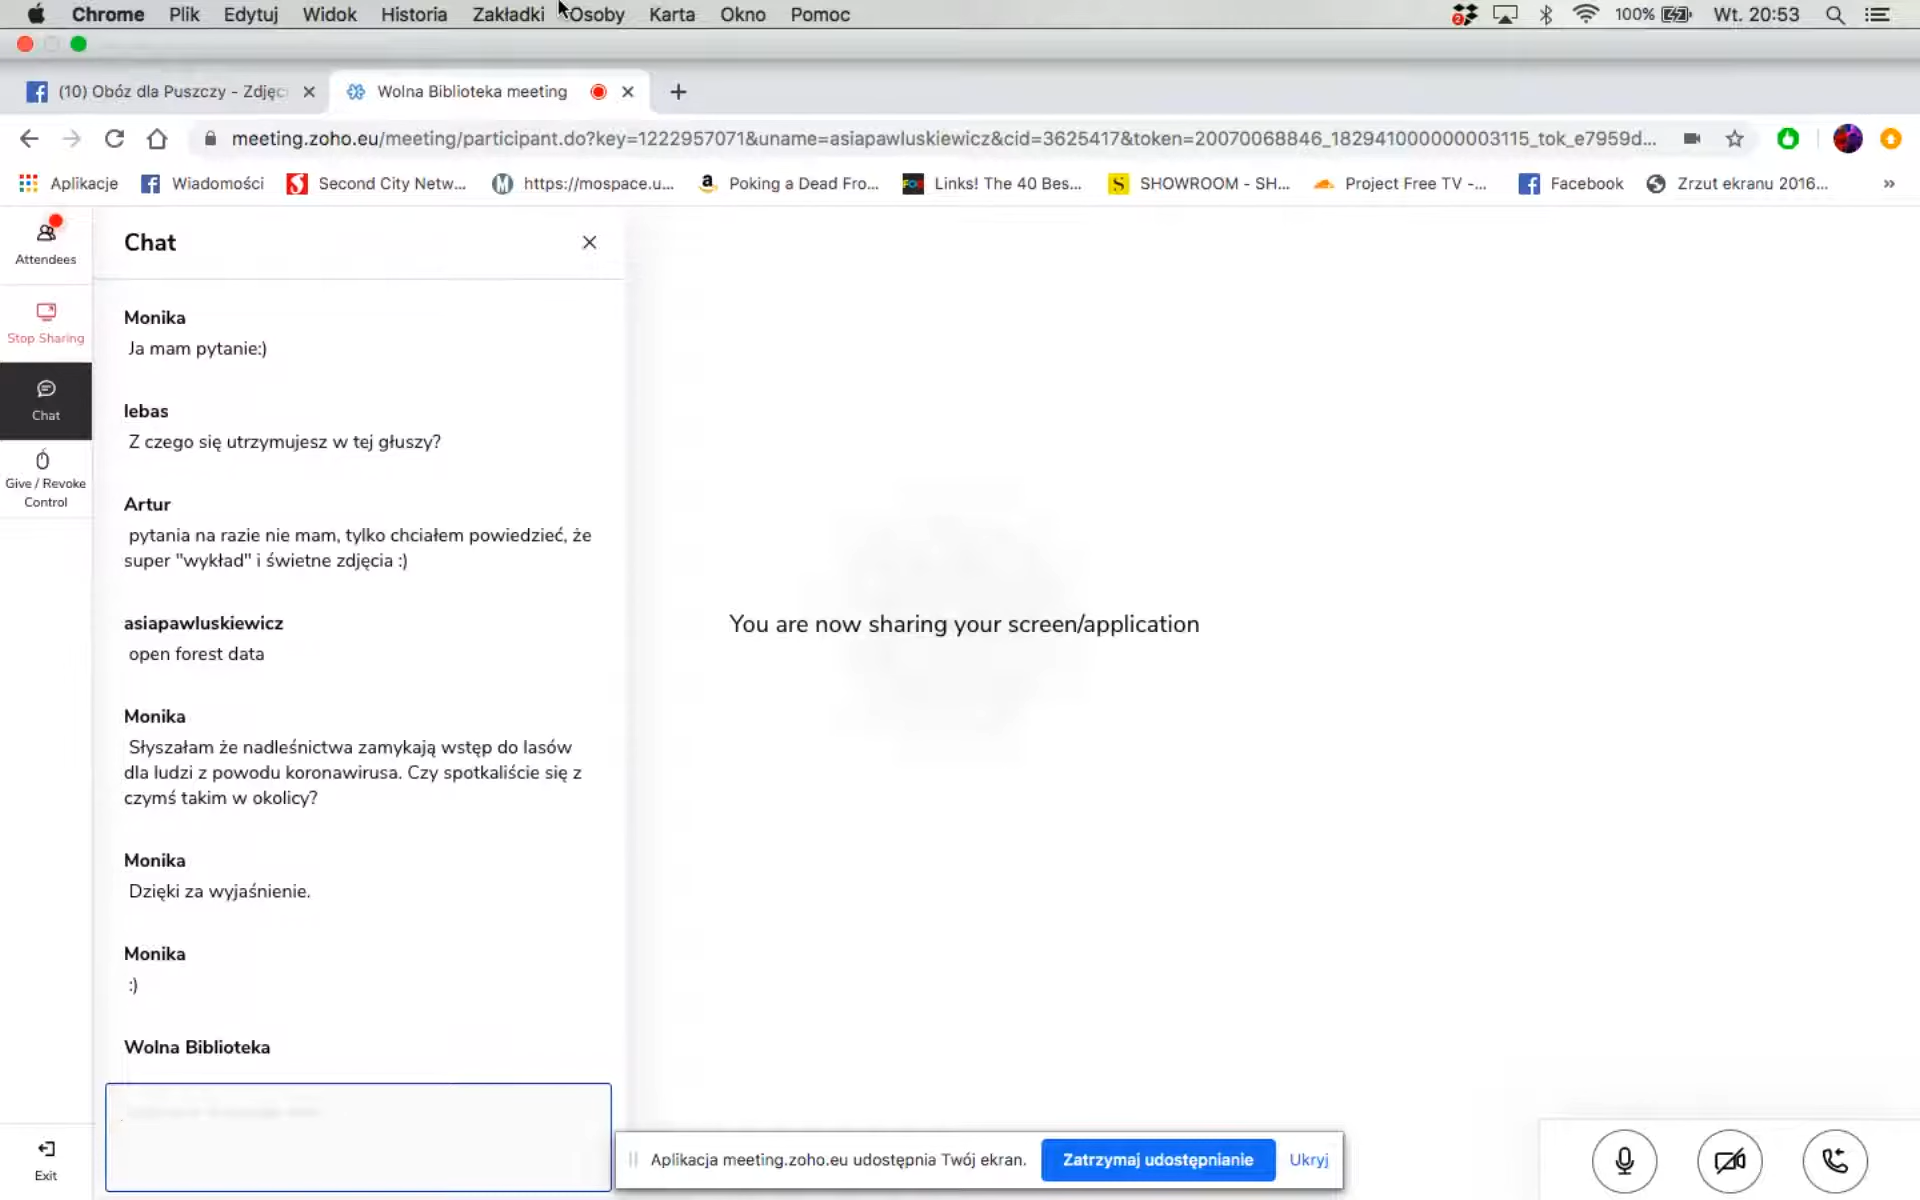 Chrome Plik Edytuj Widok Historia Zakładki Osoby Karta Okno Pomoc 100% Wt. 20:53
(10) Obóz dla Puszczy - Zdjęc Wolna Biblioteka meeting
meeting.zoho.eu/meeting/participant.do?key=1222957071&uname=asiapawluskiewicz&cid=3625417&token=20070068846_182941000000003115_tok_e7959d...
Aplikacje Wiadomości Second City Netw... https://mospace.u... Poking a Dead Fro... Links! The 40 Bes... SHOWROOM - SH... Project Free TV -... Facebook Zrzut ekranu 2016... »
Attendees
Stop Sharing
Chat
Give / Revoke
Control
Exit
Chat
Monika
Ja mam pytanie:)
lebas
Z czego się utrzymujesz w tej głuszy?
Artur
pytania na razie nie mam, tylko chciałem powiedzieć, że
super "wykład" i świetne zdjęcia :)
asiapawluskiewicz
open forest data
Monika
Słyszałam że nadleśnictwa zamykają wstęp do lasów
dla ludzi z powodu koronawirusa. Czy spotkaliście się z
czymś takim w okolicy?
Monika
Dzięki za wyjaśnienie.
Monika
:)
Wolna Biblioteka
You are now sharing your screen/application
Aplikacja meeting.zoho.eu udostępnia Twój ekran. Zatrzymaj udostępnianie Ukryj